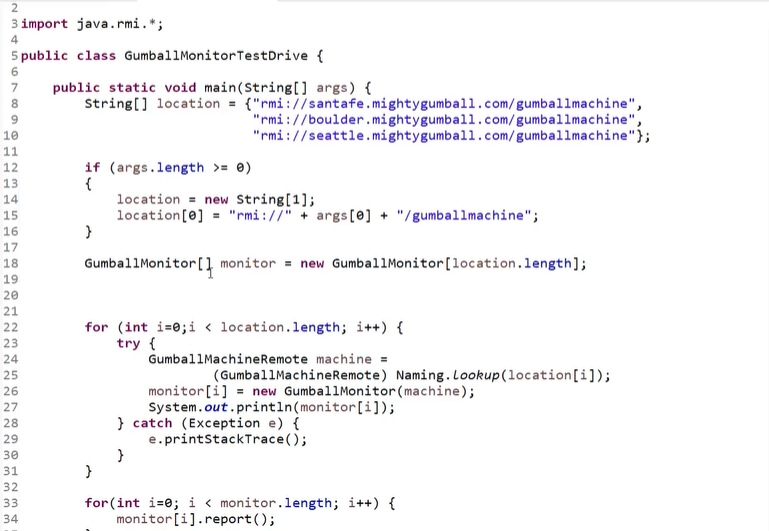 2
3 import java.rmi.*;
4
5 public class GumballMonitorTestDrive {
6
7     public static void main(String[] args) {
8         String[] location = {"rmi://santafe.mightygumball.com/gumballmachine",
9                              "rmi://boulder.mightygumball.com/gumballmachine",
10                             "rmi://seattle.mightygumball.com/gumballmachine"};
11
12        if (args.length >= 0)
13        {
14            location = new String[1];
15            location[0] = "rmi://" + args[0] + "/gumballmachine";
16        }
17
18        GumballMonitor[] monitor = new GumballMonitor[location.length];
19
20
21
22        for (int i=0;i < location.length; i++) {
23            try {
24                GumballMachineRemote machine =
25                        (GumballMachineRemote) Naming.lookup(location[i]);
26                monitor[i] = new GumballMonitor(machine);
27                System.out.println(monitor[i]);
28            } catch (Exception e) {
29                e.printStackTrace();
30            }
31        }
32
33        for(int i=0; i < monitor.length; i++) {
34            monitor[i].report();